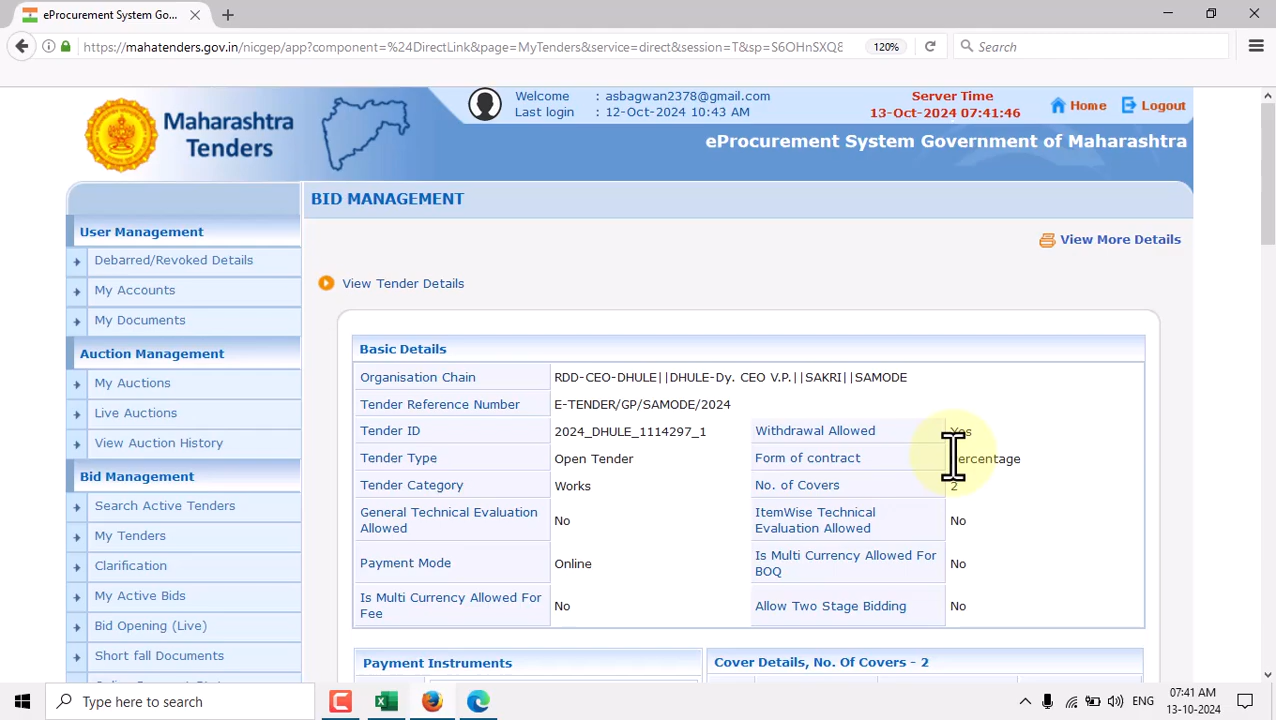 eProcurement System Go...
https://mahatenders.gov.in/nicgep/app?component=%24DirectLink&page=MyTenders&service=direct&session=T&sp=S6OHnSXQ8
120%
Search
Maharashtra
Tenders
Welcome : asbagwan2378@gmail.com
Last login : 12-Oct-2024 10:43 AM
Server Time
13-Oct-2024 07:41:46
Home
Logout
eProcurement System Government of Maharashtra
User Management
Debarred/Revoked Details
My Accounts
My Documents
Auction Management
My Auctions
Live Auctions
View Auction History
Bid Management
Search Active Tenders
My Tenders
Clarification
My Active Bids
Bid Opening (Live)
Short fall Documents
BID MANAGEMENT
View More Details
View Tender Details
Basic Details
Organisation Chain RDD-CEO-DHULE||DHULE-Dy. CEO V.P.||SAKRI||SAMODE
Tender Reference Number E-TENDER/GP/SAMODE/2024
Tender ID 2024_DHULE_1114297_1 Withdrawal Allowed Yes
Tender Type Open Tender Form of contract Percentage
Tender Category Works No. of Covers 2
General Technical Evaluation
Allowed
No
ItemWise Technical
Evaluation Allowed
No
Payment Mode Online
Is Multi Currency Allowed For
BOQ
No
Is Multi Currency Allowed For
Fee
No
Allow Two Stage Bidding No
Payment Instruments
Cover Details, No. Of Covers - 2
Type here to search
ENG
07:41 AM
13-10-2024